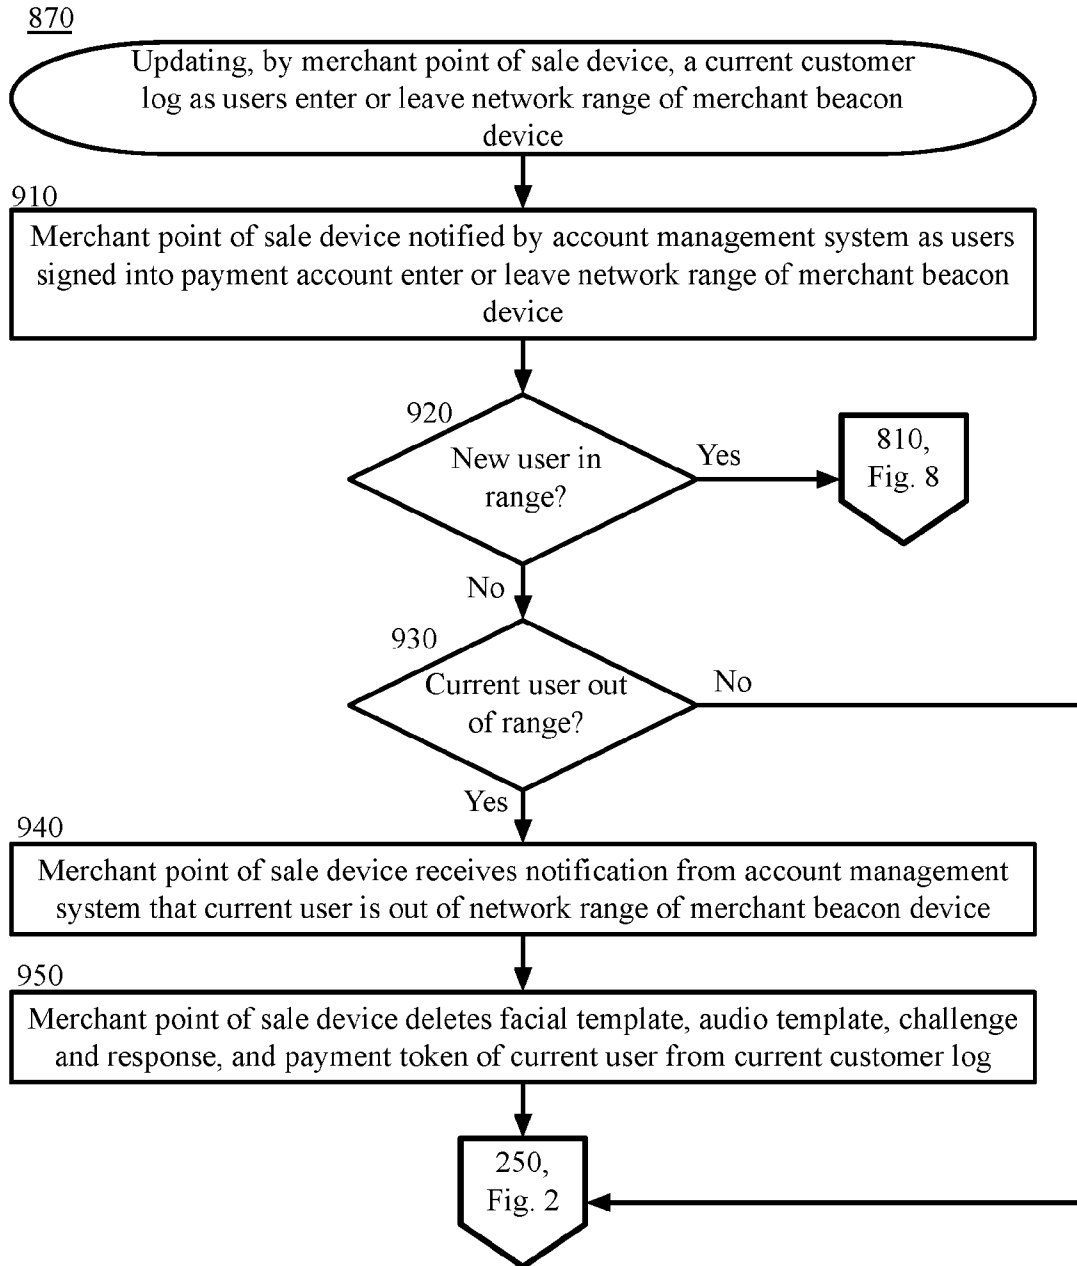 870
Updating, by merchant point of sale device, a current customer
log as users enter or leave network range of merchant beacon
device
910
Merchant point of sale device notified by account management system as users
signed into payment account enter or leave network range of merchant beacon
device
920
New user in
range?
Yes
810,
Fig. 8
No
930
Current user out
of range?
No
Yes
940
Merchant point of sale device receives notification from account management
system that current user is out of network range of merchant beacon device
950
Merchant point of sale device deletes facial template, audio template, challenge
and response, and payment token of current user from current customer log
250,
Fig. 2